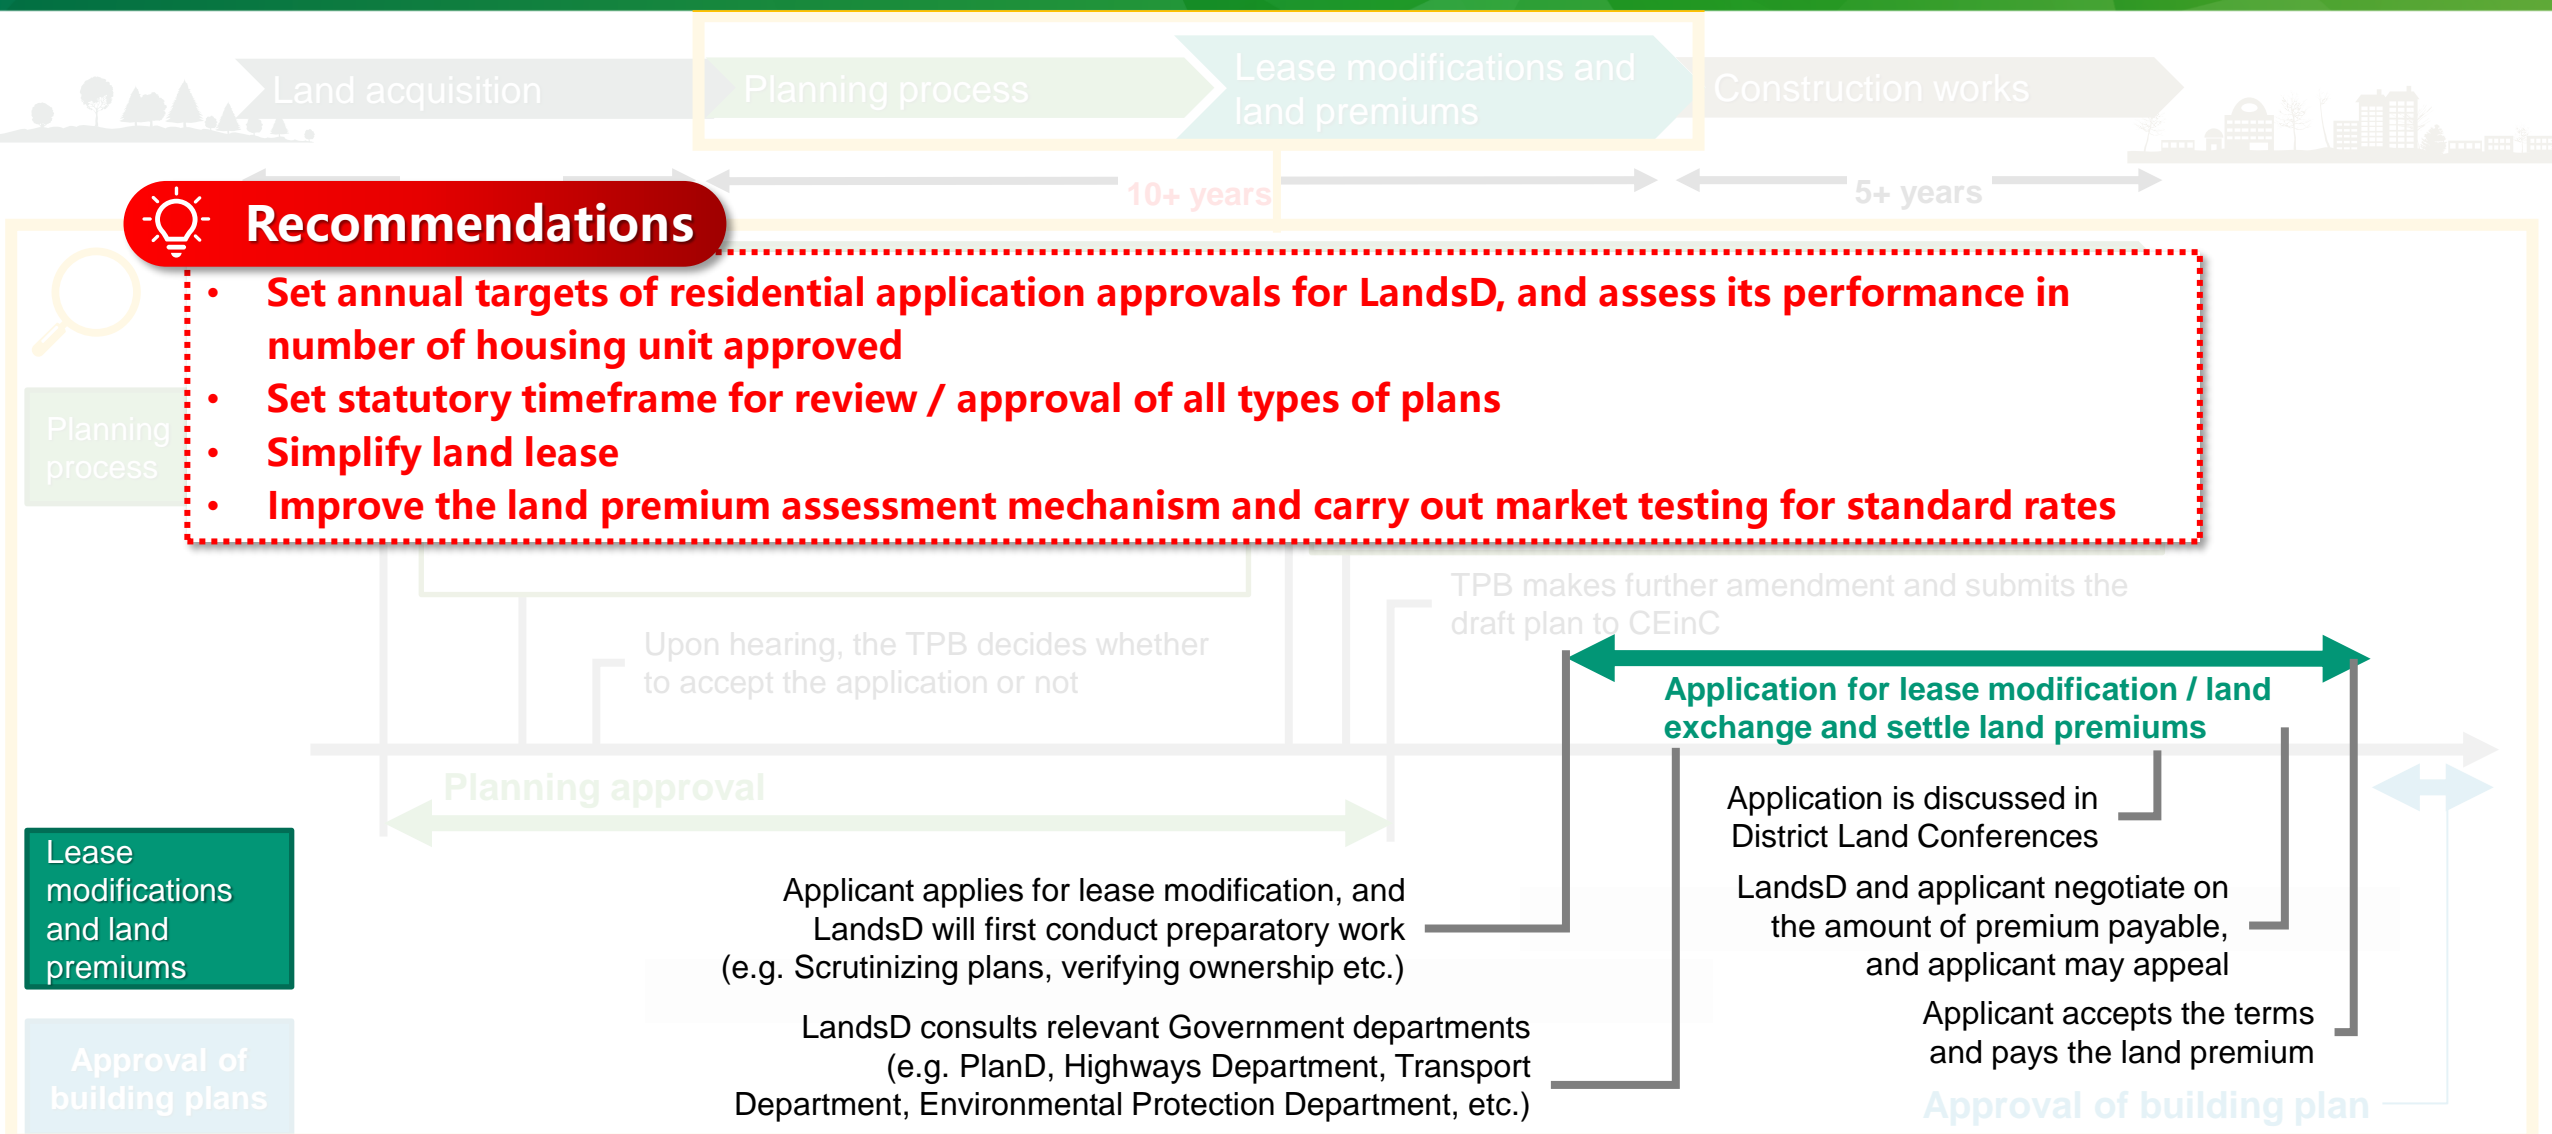 Land acquisition
Planning process
Lease modifications and
land premiums
Construction works
10+ years
5+ years
Recommendations
• Set annual targets of residential application approvals for LandsD, and assess its performance in
number of housing unit approved
• Set statutory timeframe for review / approval of all types of plans
• Simplify land lease
• Improve the land premium assessment mechanism and carry out market testing for standard rates
Planning
process
TPB makes further amendment and submits the
draft plan to CEinC
Upon hearing, the TPB decides whether
to accept the application or not
Application for lease modification / land
exchange and settle land premiums
Planning approval
Application is discussed in
District Land Conferences
Lease
modifications
and land
premiums
Applicant applies for lease modification, and
LandsD will first conduct preparatory work
(e.g. Scrutinizing plans, verifying ownership etc.)
LandsD and applicant negotiate on
the amount of premium payable,
and applicant may appeal
LandsD consults relevant Government departments
(e.g. PlanD, Highways Department, Transport
Department, Environmental Protection Department, etc.)
Applicant accepts the terms
and pays the land premium
Approval of
building plans
Approval of building plan